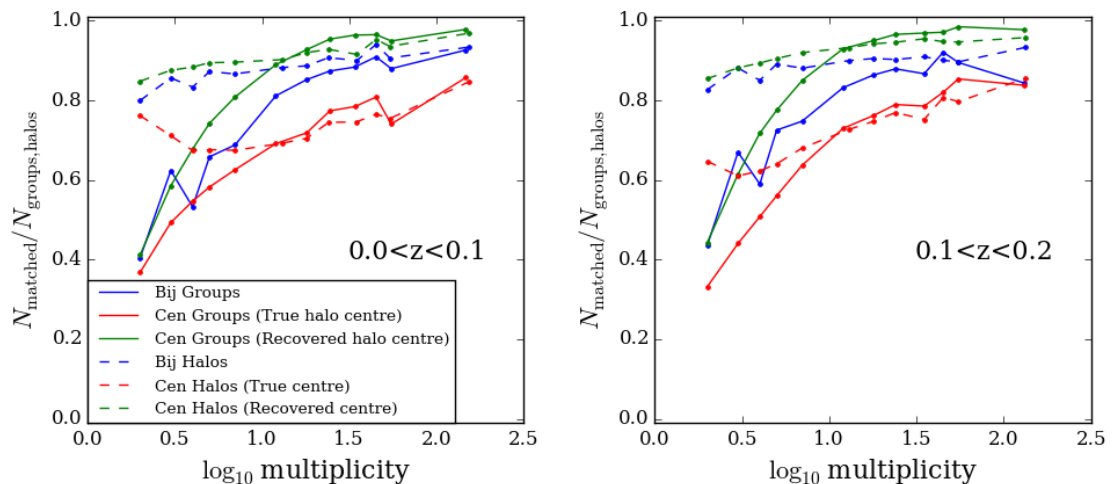 1.0
0.8
0.6
0.4
0.2
0.0
N_matched/N_groups,halos
0.0<z<0.1
Bij Groups
Cen Groups (True halo centre)
Cen Groups (Recovered halo centre)
Bij Halos
Cen Halos (True centre)
Cen Halos (Recovered centre)
0.0 0.5 1.0 1.5 2.0 2.5
log10 multiplicity
1.0
0.8
0.6
0.4
0.2
0.0
N_matched/N_groups,halos
0.1<z<0.2
0.0 0.5 1.0 1.5 2.0 2.5
log10 multiplicity